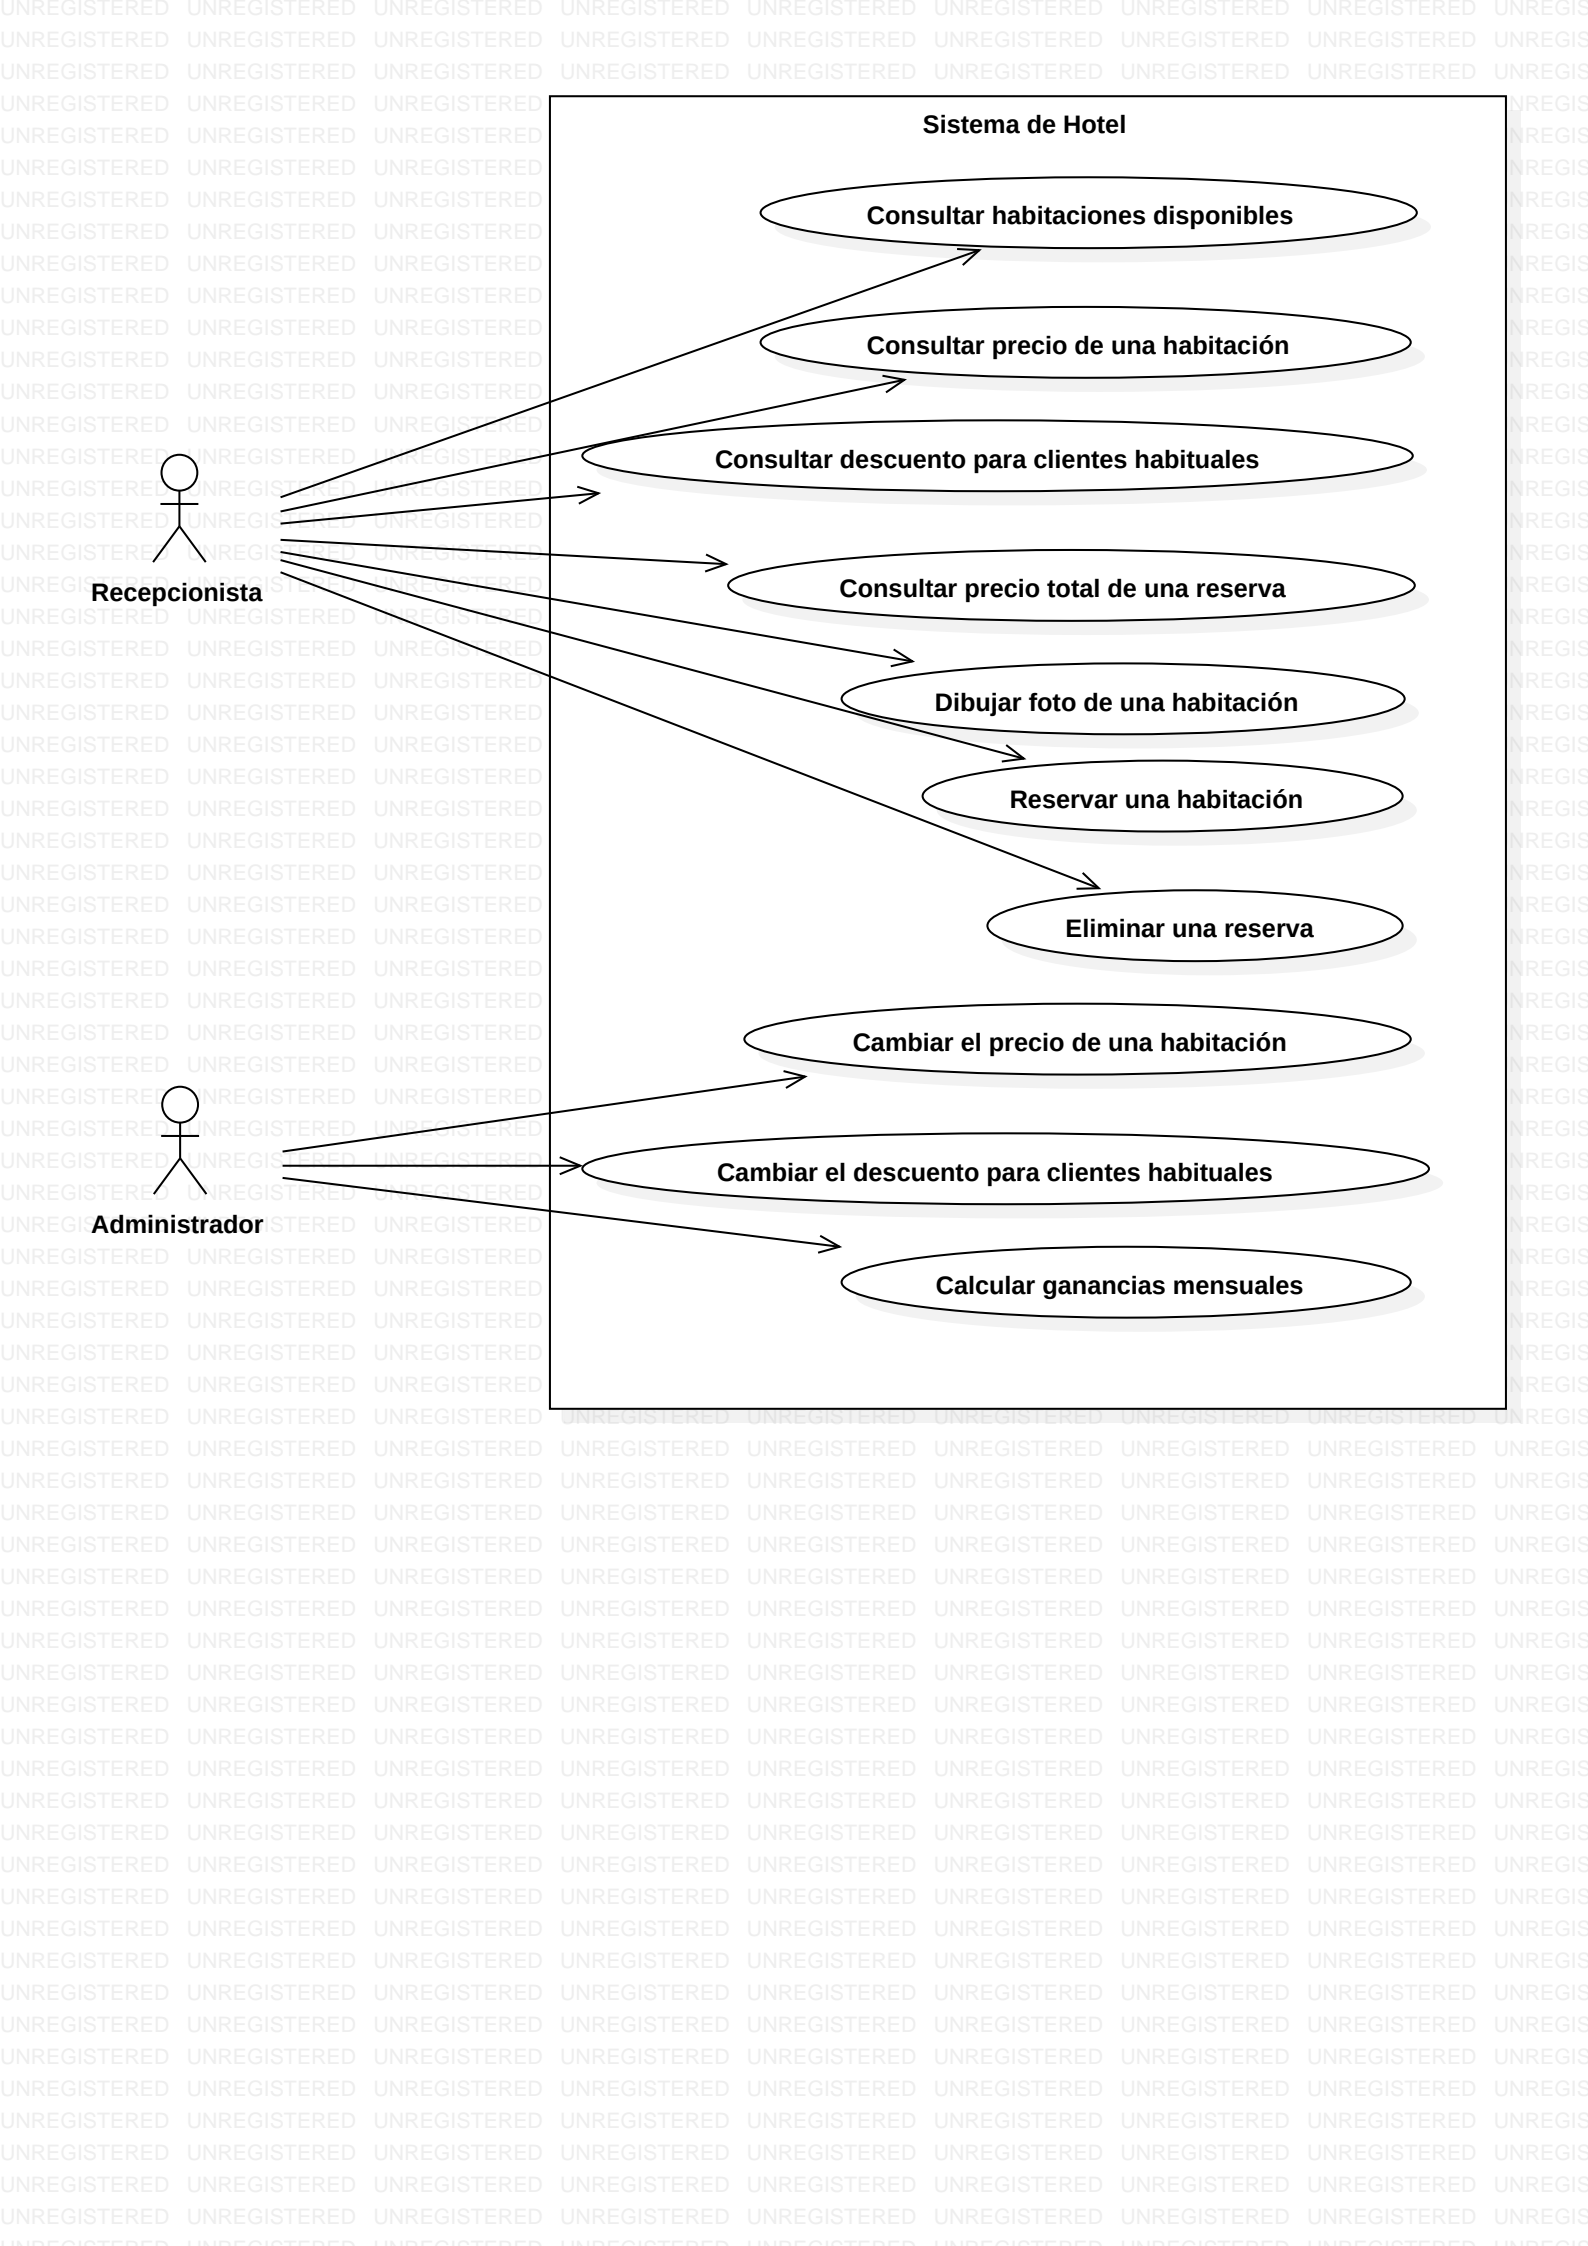 Sistema de Hotel
Consultar habitaciones disponibles
Consultar precio de una habitación
Consultar descuento para clientes habituales
Recepcionista
Consultar precio total de una reserva
Dibujar foto de una habitación
Reservar una habitación
Eliminar una reserva
Cambiar el precio de una habitación
Administrador
Cambiar el descuento para clientes habituales
Calcular ganancias mensuales
UNREGISTERED